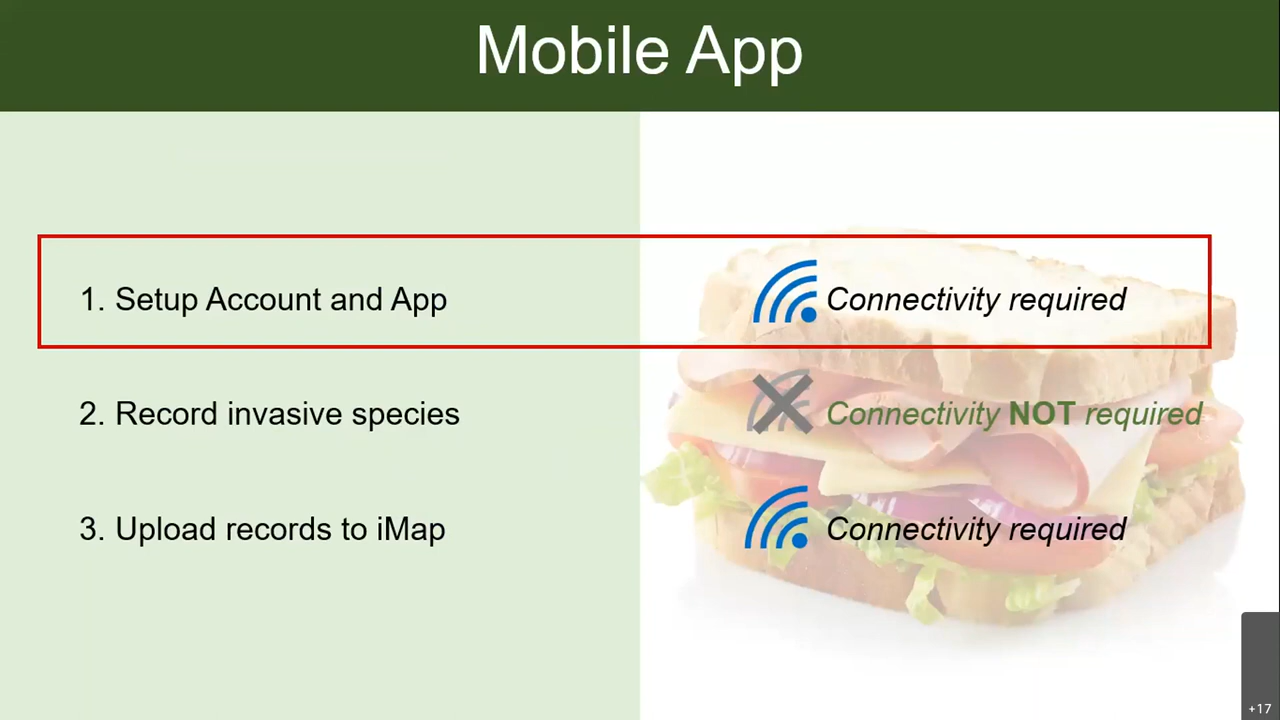 Mobile App
1. Setup Account and App
Connectivity required
2. Record invasive species
Connectivity NOT required
3. Upload records to iMap
Connectivity required
+17